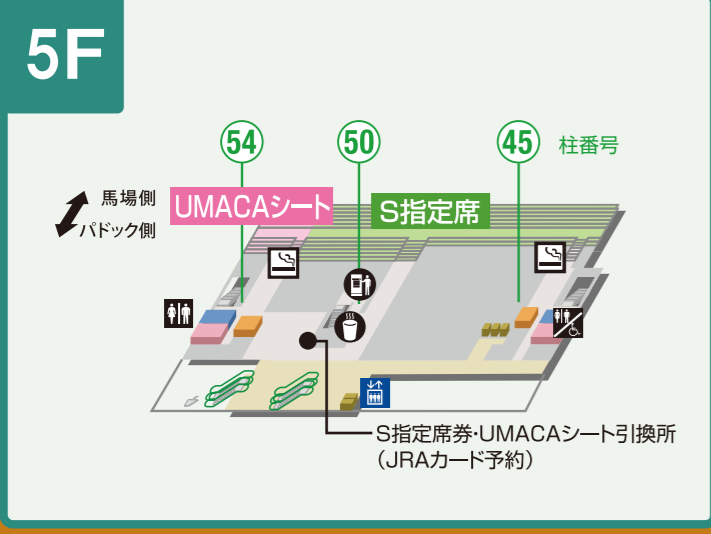 5F
54
50
45
柱番号
馬場側
パドック側
UMACAシート
S指定席
S指定席券・UMACAシート引換所
（JRAカード予約）